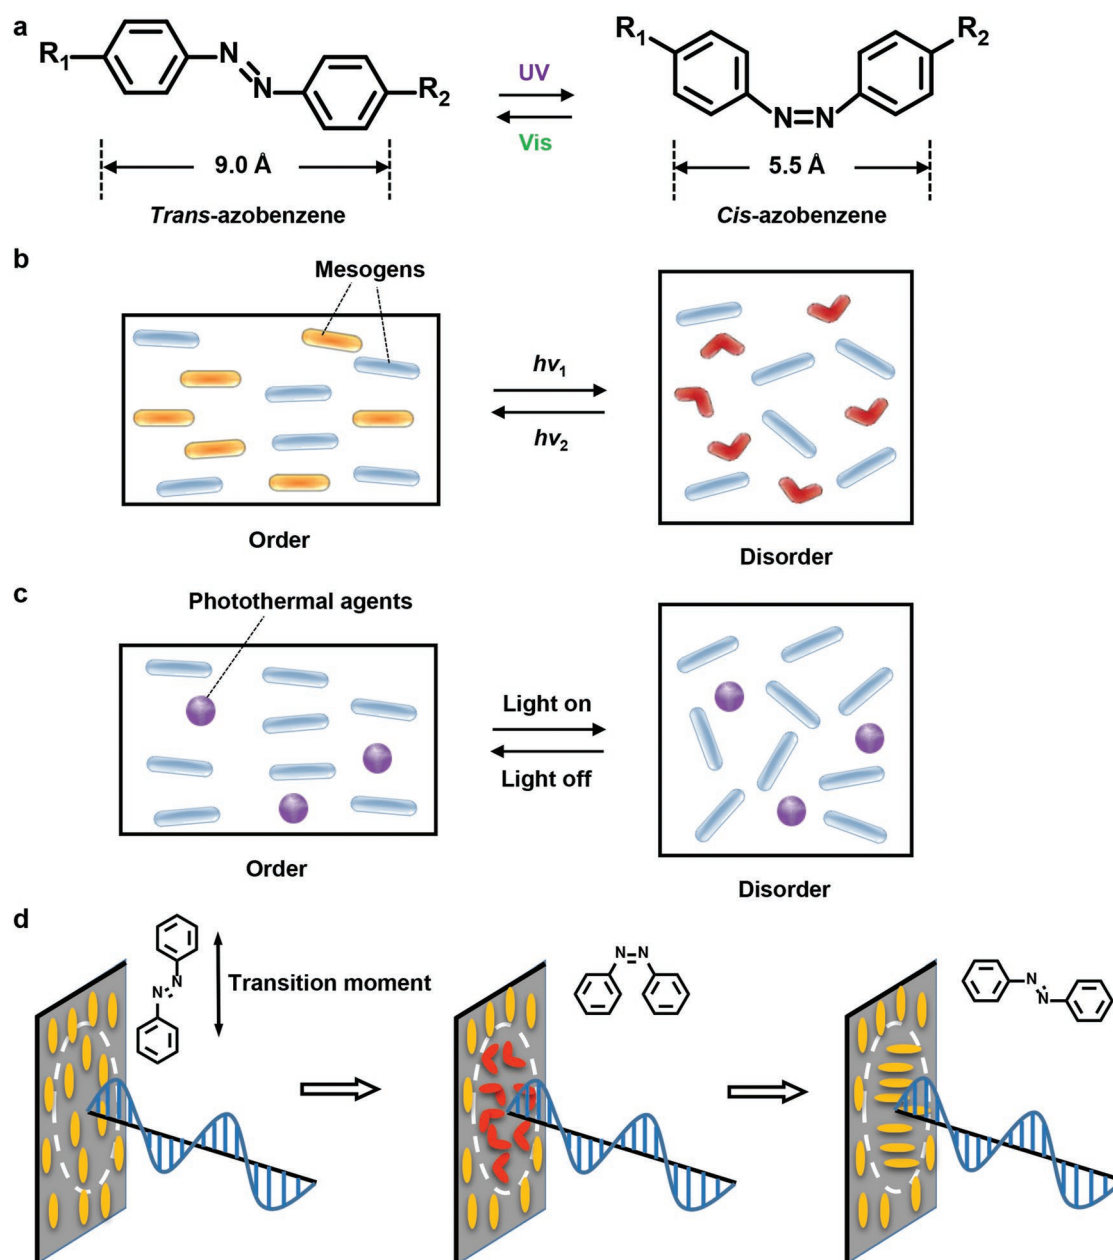 a
R1
N
N
R2
UV
Vis
R1
N=N
R2
9.0 Å
5.5 Å
Trans-azobenzene
Cis-azobenzene
b
Mesogens
hv1
hv2
Order
Disorder
c
Photothermal agents
Light on
Light off
Order
Disorder
d
N
N
Transition moment
N=N
N
N